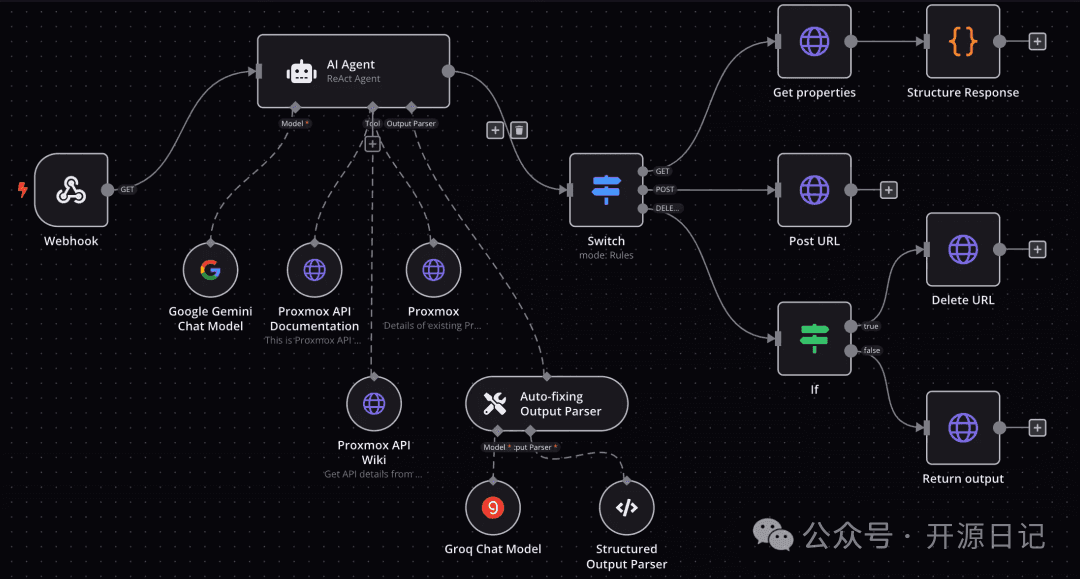 AI Agent
ReAct Agent
Model *
Tool
Output Parser
GET
Webhook
Google Gemini
Chat Model
Proxmox API
Documentation
This is Proxmox API ...
Proxmox
Details of existing Pr...
Proxmox API
Wiki
Get API details from ...
Auto-fixing
Output Parser
Model *
:put Parser *
Groq Chat Model
Structured
Output Parser
Switch
mode: Rules
GET
POST
DELE...
Get properties
Structure Response
Post URL
If
true
false
Delete URL
Return output
公众号 · 开源日记